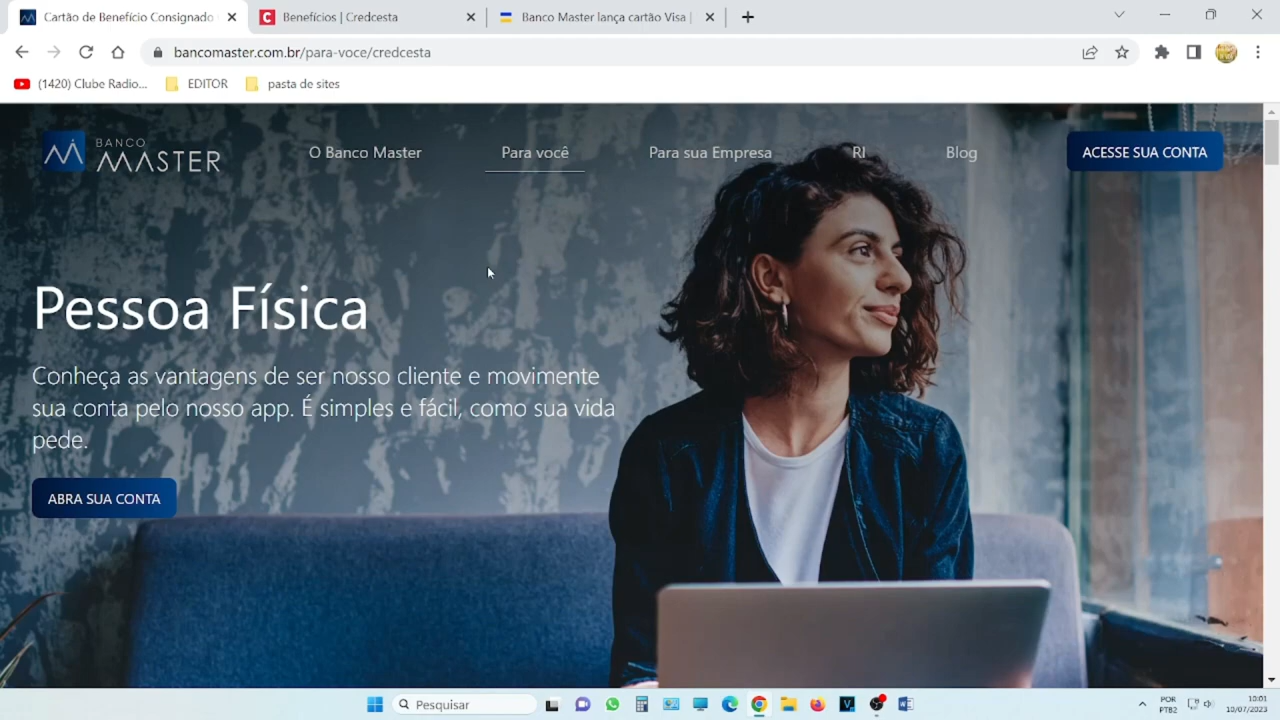 Cartão de Benefício Consignado
Benefícios | Credcesta
Banco Master lança cartão Visa |
bancomaster.com.br/para-voce/credcesta
(1420) Clube Radio...
EDITOR
pasta de sites
BANCO
MASTER
O Banco Master
Para você
Para sua Empresa
RI
Blog
ACESSE SUA CONTA
Pessoa Física
Conheça as vantagens de ser nosso cliente e movimente
sua conta pelo nosso app. É simples e fácil, como sua vida
pede.
ABRA SUA CONTA
Pesquisar
POR
PTB2
10:01
10/07/2023